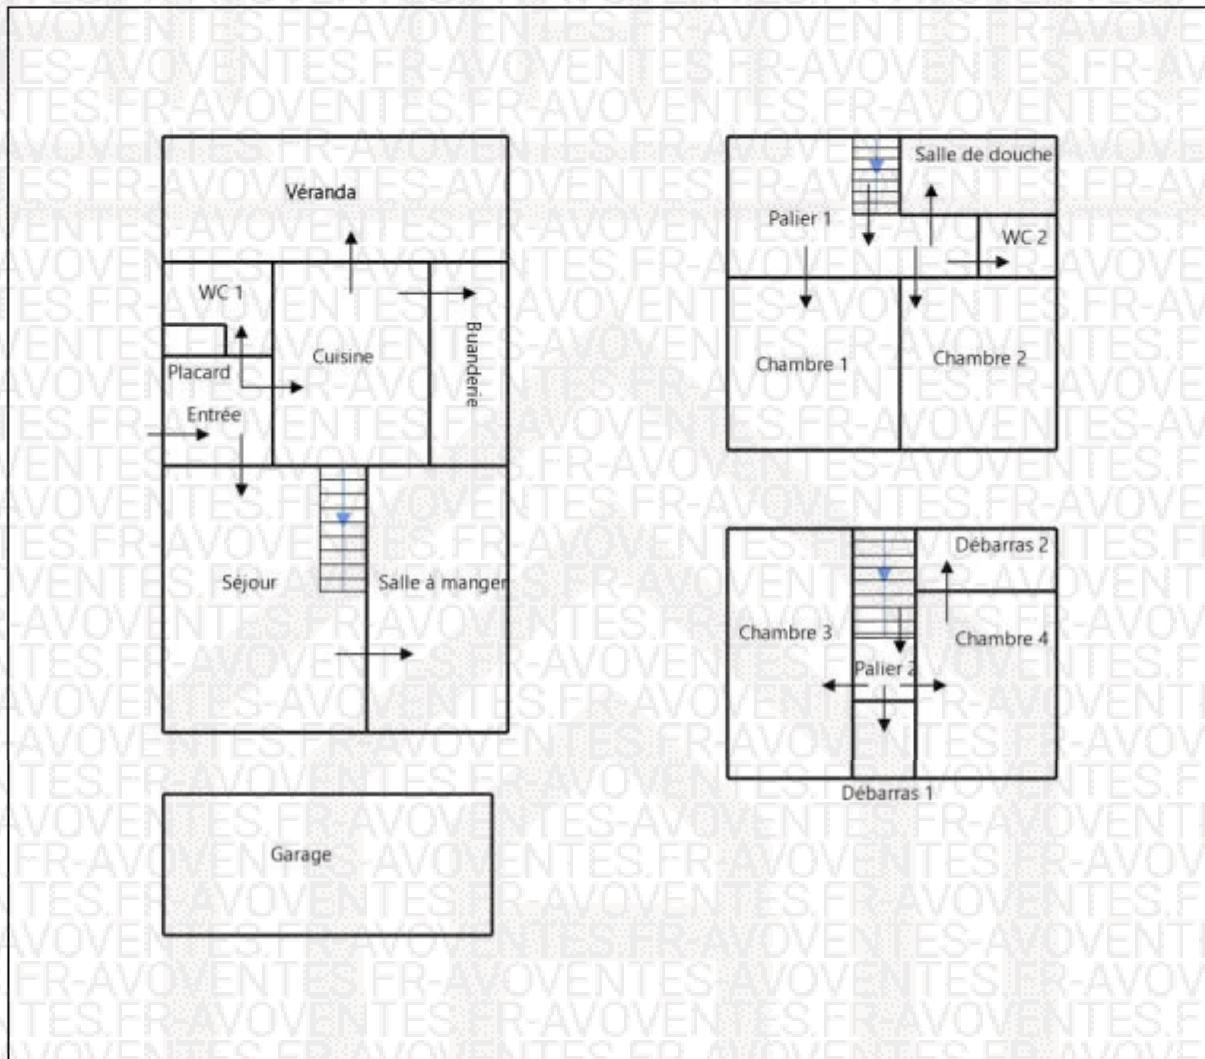 Véranda
WC 1
Cuisine
Buanderie
Placard
Entrée
Séjour
Salle à manger
Garage
Salle de douche
Palier 1
WC 2
Chambre 1
Chambre 2
Débarras 2
Chambre 3
Chambre 4
Palier 2
Débarras 1
AVOVENTES.FR